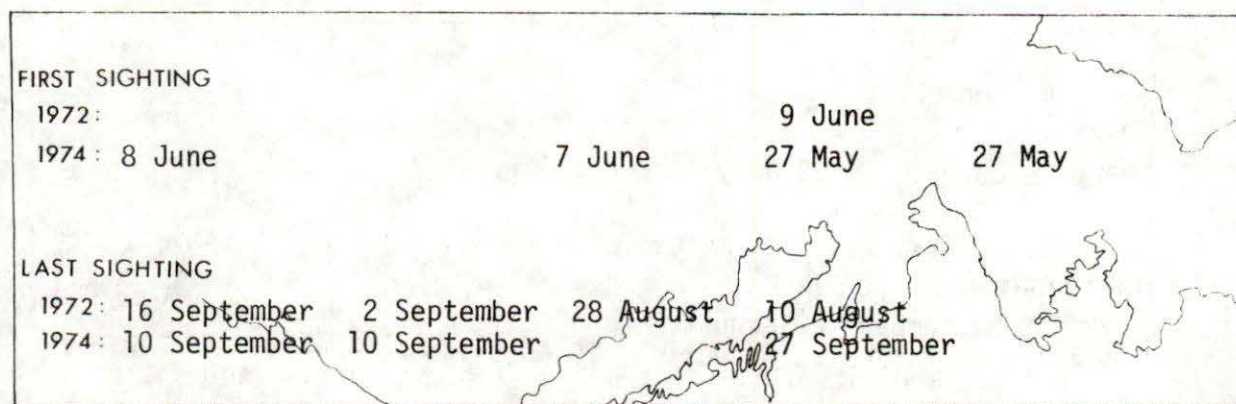 FIRST SIGHTING
1972: 9 June
1974: 8 June 7 June 27 May 27 May
LAST SIGHTING
1972: 16 September 2 September 28 August 10 August
1974: 10 September 10 September 27 September